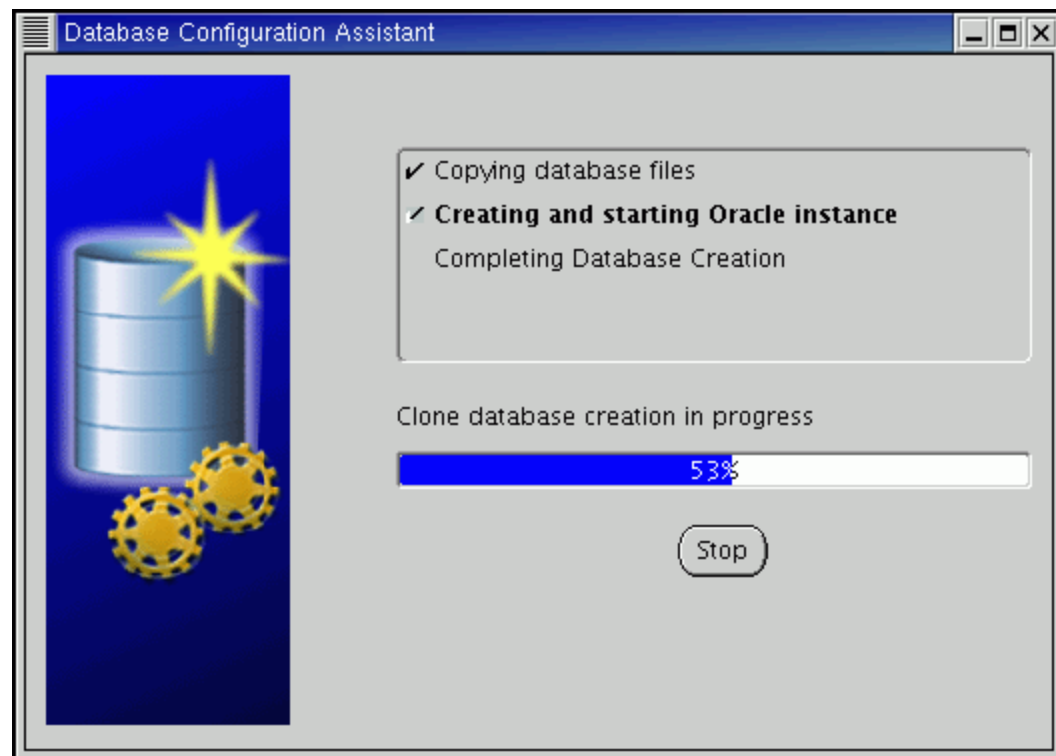 Database Configuration Assistant
Copying database files
Creating and starting Oracle instance
Completing Database Creation
Clone database creation in progress
53%
Stop